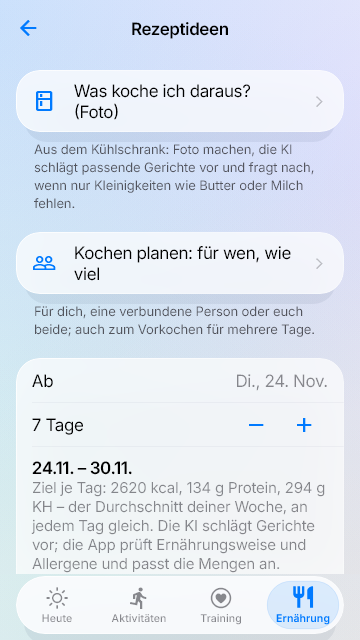 Rezeptideen
Was koche ich daraus?
(Foto)
Aus dem Kühlschrank: Foto machen, die KI
schlägt passende Gerichte vor und fragt nach,
wenn nur Kleinigkeiten wie Butter oder Milch
fehlen.
Kochen planen: für wen, wie
viel
Für dich, eine verbundene Person oder euch
beide; auch zum Vorkochen für mehrere Tage.
Ab Di., 24. Nov.
7 Tage
24.11. – 30.11.
Ziel je Tag: 2620 kcal, 134 g Protein, 294 g
KH – der Durchschnitt deiner Woche, an
jedem Tag gleich. Die KI schlägt Gerichte
vor; die App prüft Ernährungsweise und
Allergene und passt die Mengen an.
Heute Aktivitäten Training Ernährung